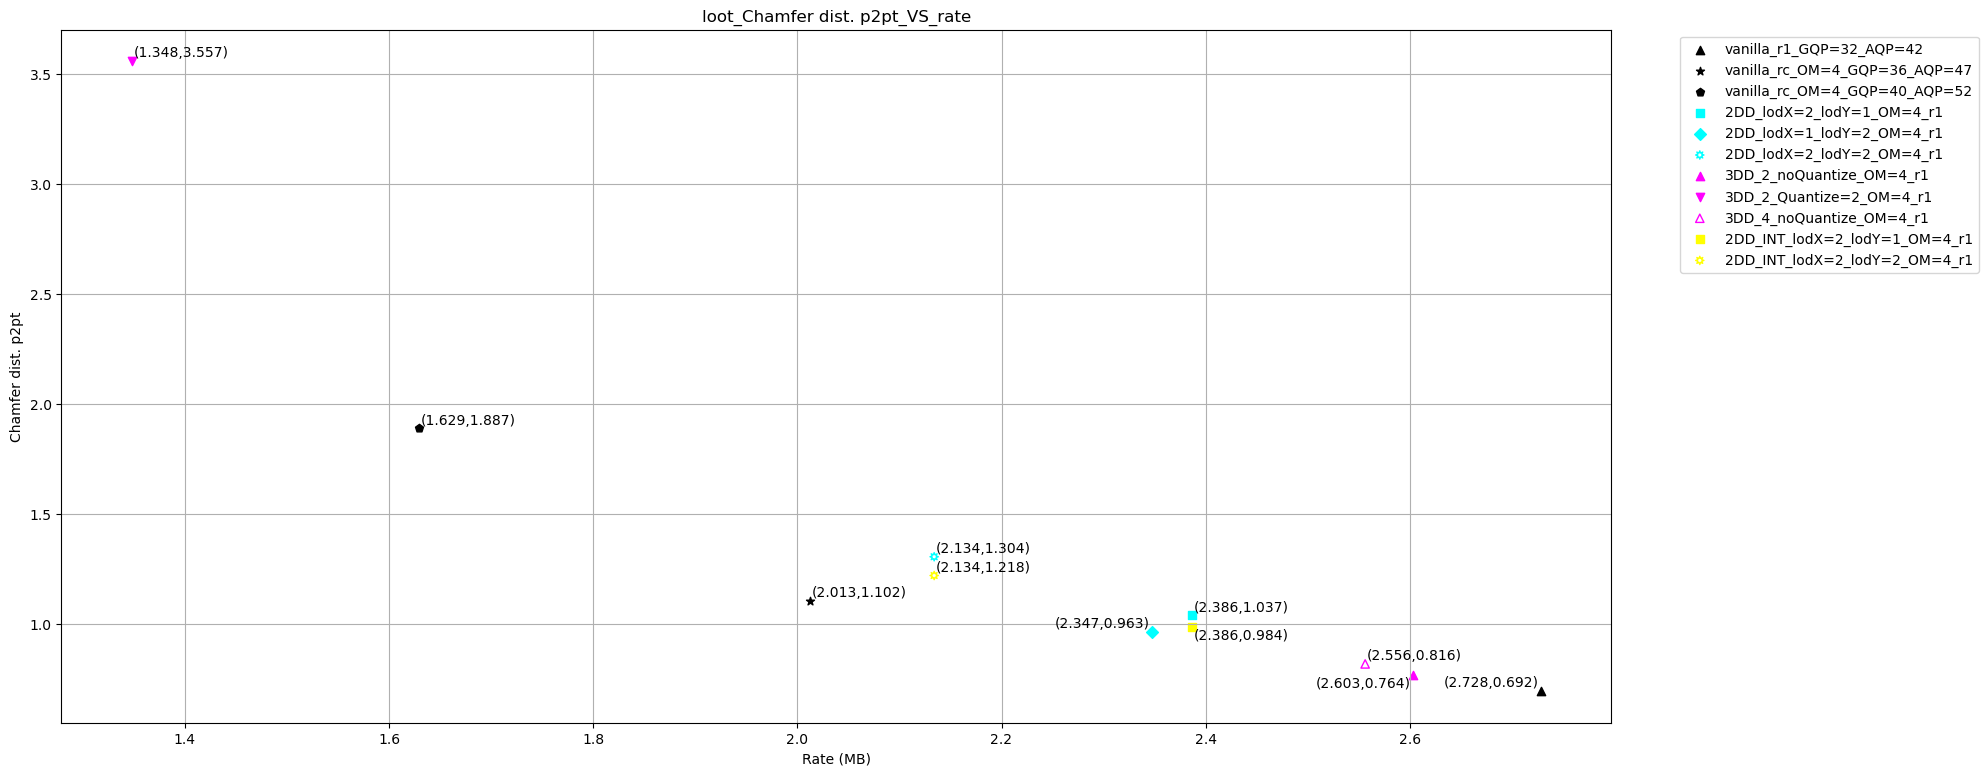 loot_Chamfer dist. p2pt_VS_rate
Chamfer dist. p2pt
3.5
3.0
2.5
2.0
1.5
1.0
(1.348,3.557)
(1.629,1.887)
(2.134,1.304)
(2.134,1.218)
(2.013,1.102)
(2.386,1.037)
(2.347,0.963)
(2.386,0.984)
(2.556,0.816)
(2.603,0.764)
(2.728,0.692)
1.4
1.6
1.8
2.0
2.2
2.4
2.6
Rate (MB)
vanilla_r1_GQP=32_AQP=42
vanilla_rc_OM=4_GQP=36_AQP=47
vanilla_rc_OM=4_GQP=40_AQP=52
2DD_lodX=2_lodY=1_OM=4_r1
2DD_lodX=1_lodY=2_OM=4_r1
2DD_lodX=2_lodY=2_OM=4_r1
3DD_2_noQuantize_OM=4_r1
3DD_2_Quantize=2_OM=4_r1
3DD_4_noQuantize_OM=4_r1
2DD_INT_lodX=2_lodY=1_OM=4_r1
2DD_INT_lodX=2_lodY=2_OM=4_r1